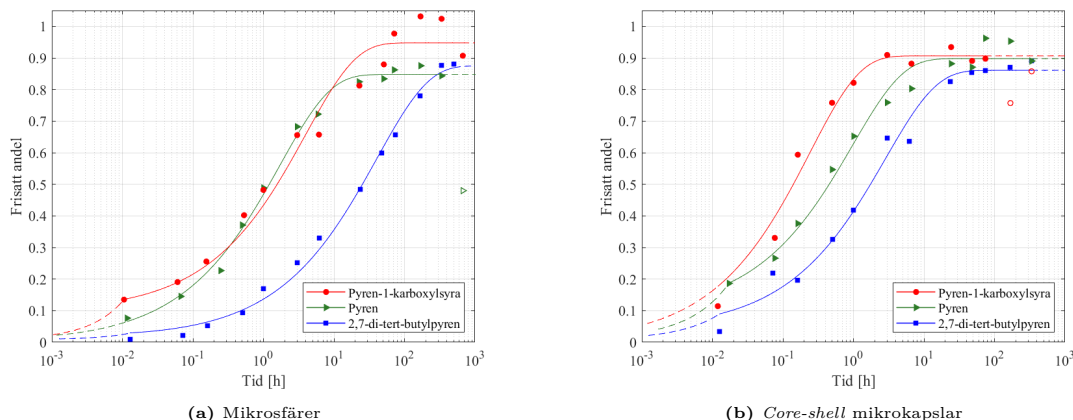 Frisatt andel
1
0.9
0.8
0.7
0.6
0.5
0.4
0.3
0.2
0.1
0
Pyren-1-karboxylsyra
Pyren
2,7-di-tert-butylpyren
10^-3 10^-2 10^-1 10^0 10^1 10^2 10^3
Tid [h]
(a) Mikrosfärer
Frisatt andel
1
0.9
0.8
0.7
0.6
0.5
0.4
0.3
0.2
0.1
0
Pyren-1-karboxylsyra
Pyren
2,7-di-tert-butylpyren
10^-3 10^-2 10^-1 10^0 10^1 10^2 10^3
Tid [h]
(b) Core-shell mikrokapslar